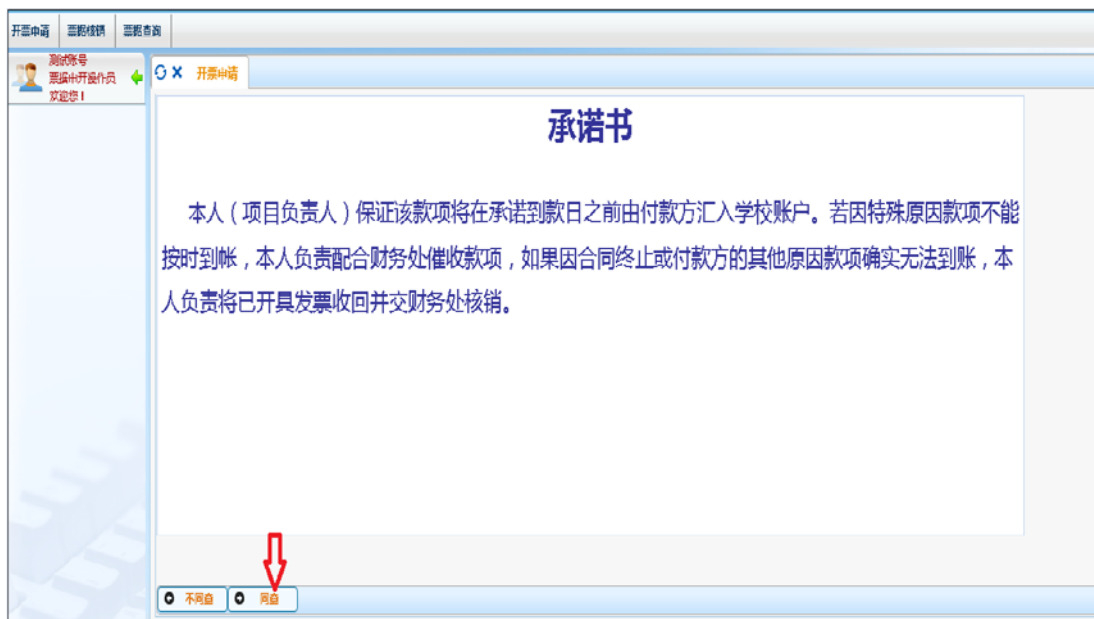 开票申请 票据核销 票据查询
测试账号
票据申开操作员
欢迎您！
开票申请
承诺书
本人（项目负责人）保证该款项将在承诺到款日之前由付款方汇入学校账户。若因特殊原因款项不能
按时到帐，本人负责配合财务处催收款项，如果因合同终止或付款方的其他原因款项确实无法到账，本
人负责将已开具发票收回并交财务处核销。
不同意 同意